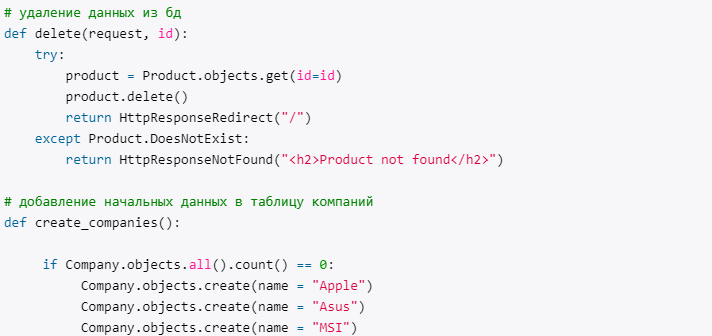 # удаление данных из бд
def delete(request, id):
    try:
        product = Product.objects.get(id=id)
        product.delete()
        return HttpResponseRedirect("/")
    except Product.DoesNotExist:
        return HttpResponseNotFound("<h2>Product not found</h2>")

# добавление начальных данных в таблицу компаний
def create_companies():

     if Company.objects.all().count() == 0:
          Company.objects.create(name = "Apple")
          Company.objects.create(name = "Asus")
          Company.objects.create(name = "MSI")